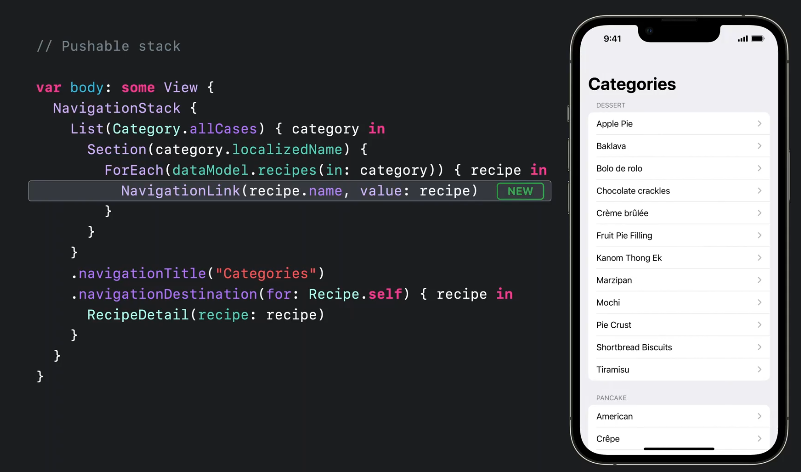 // Pushable stack
var body: some View {
NavigationStack {
List(Category.allCases) { category in
Section(category.localizedName) {
ForEach(dataModel.recipes(in: category)) { recipe in
NavigationLink(recipe.name, value: recipe) NEW
}
}
}
.navigationTitle("Categories")
.navigationDestination(for: Recipe.self) { recipe in
RecipeDetail(recipe: recipe)
}
}
}
9:41
Categories
DESSERT
Apple Pie
Baklava
Bolo de rolo
Chocolate crackles
Crème brûlée
Fruit Pie Filling
Kanom Thong Ek
Marzipan
Mochi
Pie Crust
Shortbread Biscuits
Tiramisu
PANCAKE
American
Crêpe